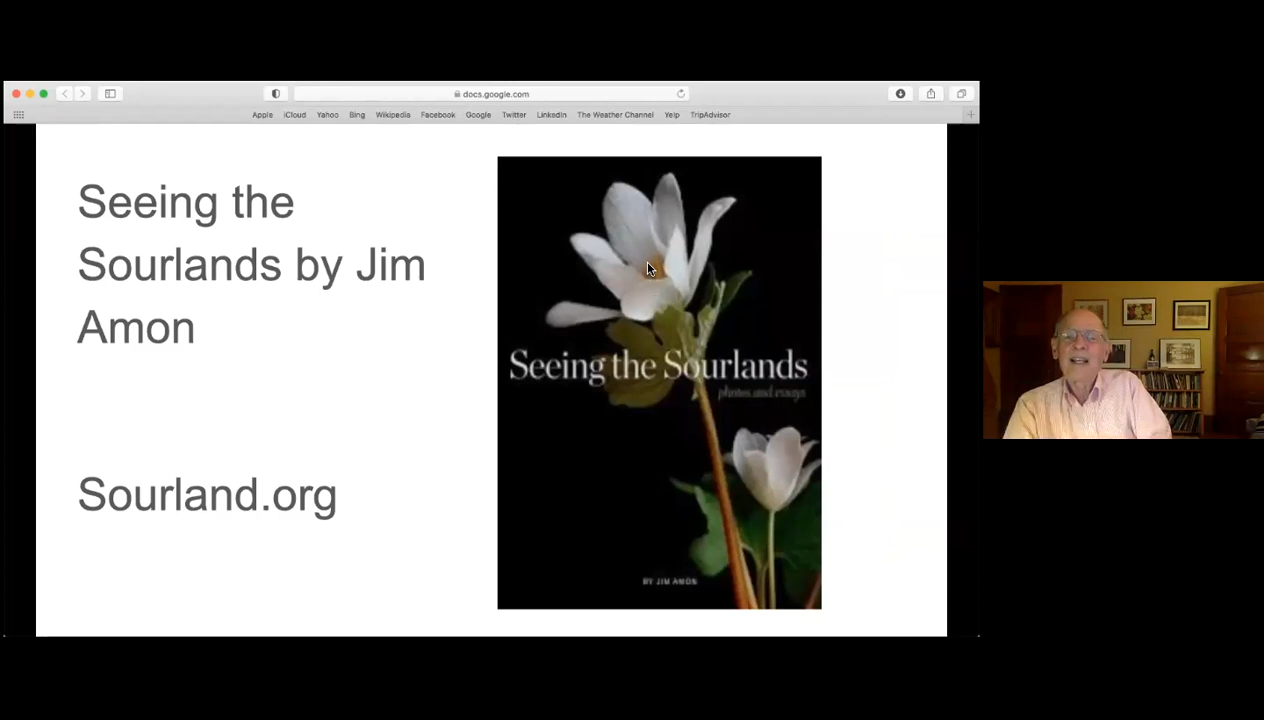 docs.google.com
Apple iCloud Yahoo Bing Wikipedia Facebook Google Twitter LinkedIn The Weather Channel Yelp TripAdvisor
Seeing the
Sourlands by Jim
Amon
Sourland.org
Seeing the Sourlands
photos and essays
BY JIM AMON